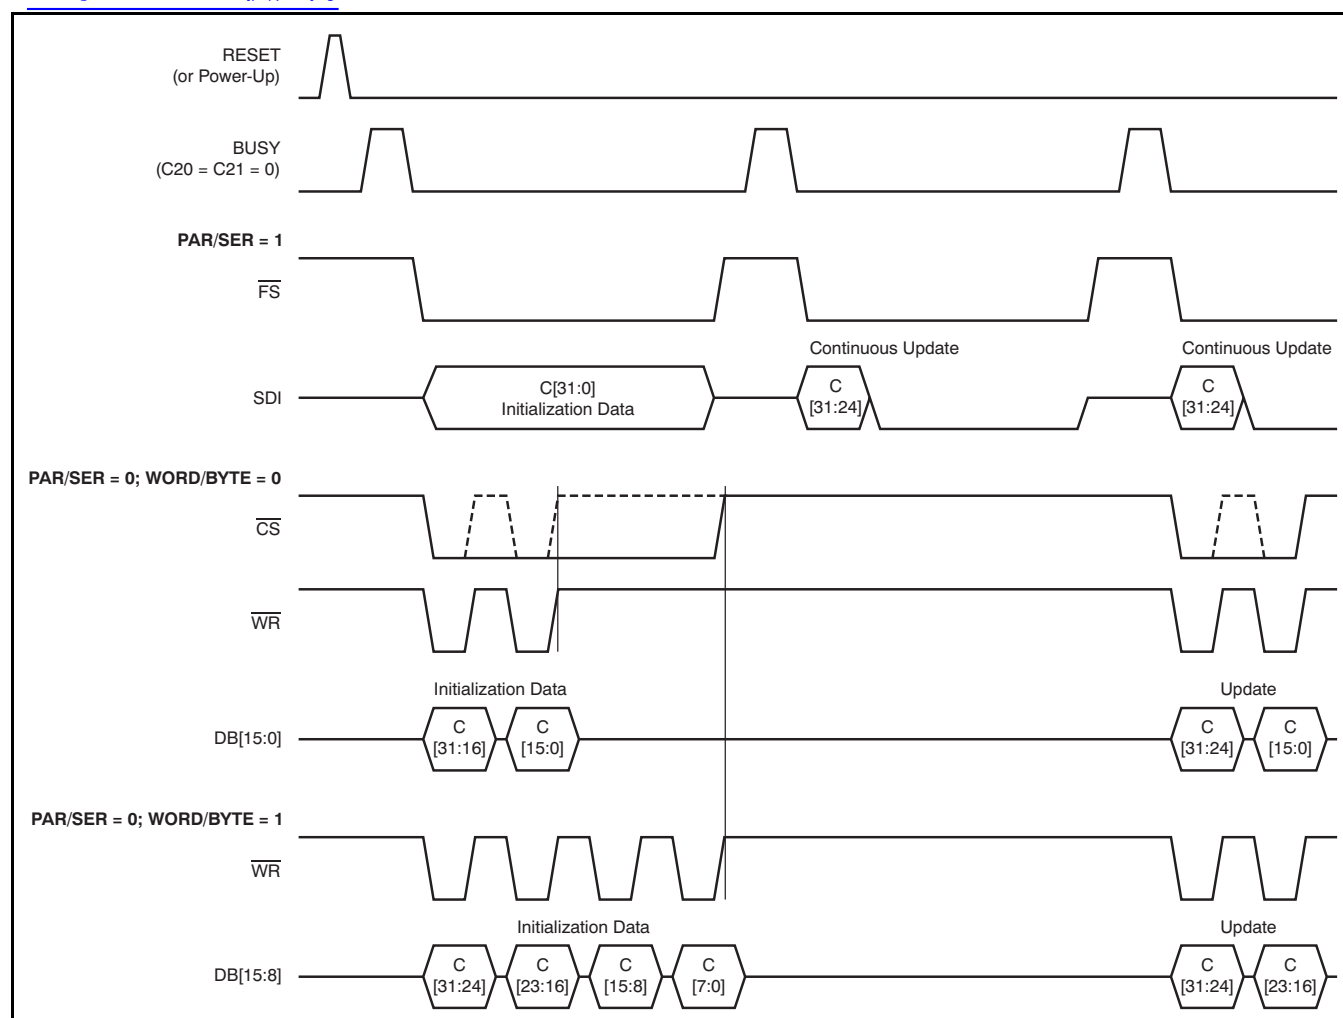 RESET
(or Power-Up)
BUSY
(C20 = C21 = 0)
PAR/SER = 1
FS
Continuous Update
Continuous Update
SDI
C[31:0]
Initialization Data
C
[31:24]
C
[31:24]
PAR/SER = 0; WORD/BYTE = 0
CS
WR
Initialization Data
Update
DB[15:0]
C
[31:16]
C
[15:0]
C
[31:24]
C
[15:0]
PAR/SER = 0; WORD/BYTE = 1
WR
Initialization Data
Update
DB[15:8]
C
[31:24]
C
[23:16]
C
[15:8]
C
[7:0]
C
[31:24]
C
[23:16]